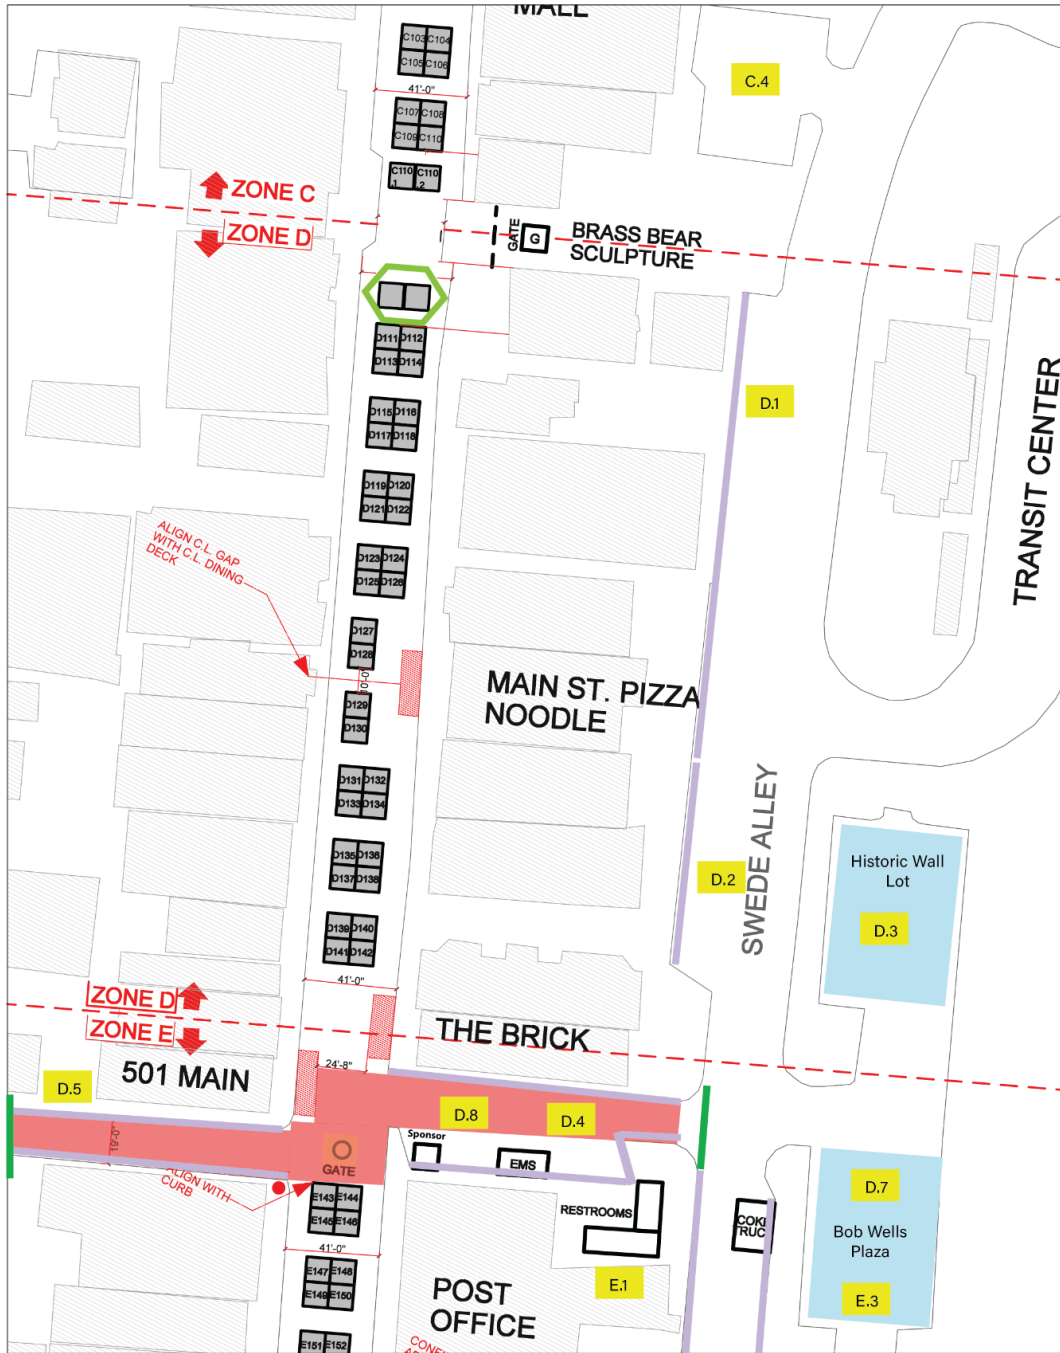 MALL
C103 C104
C105 C106
C.4
41'-0"
C107 C108
C109 C110
C110 .1 C110 .2
ZONE C
ZONE D
GATE
G
BRASS BEAR
SCULPTURE
D111 D112
D113 D114
TRANSIT CENTER
D.1
D115 D116
D117 D118
D119 D120
D121 D122
ALIGN C.L. GAP
WITH C.L. DINING
DECK
D123 D124
D125 D126
D127
D128
10'-0"
MAIN ST. PIZZA
NOODLE
D129
D130
D131 D132
D133 D134
SWEDE ALLEY
D135 D136
D137 D138
D.2
Historic Wall
Lot
D.3
D139 D140
D141 D142
41'-0"
ZONE D
ZONE E
THE BRICK
501 MAIN
24'-8"
D.5
D.8
D.4
19'-0"
Sponsor
GATE
EMS
ALIGN WITH
CURB
E143 E144
E145 E146
RESTROOMS
D.7
Bob Wells
Plaza
41'-0"
E147 E148
E149 E150
E.1
E.3
POST
OFFICE
E151 E152